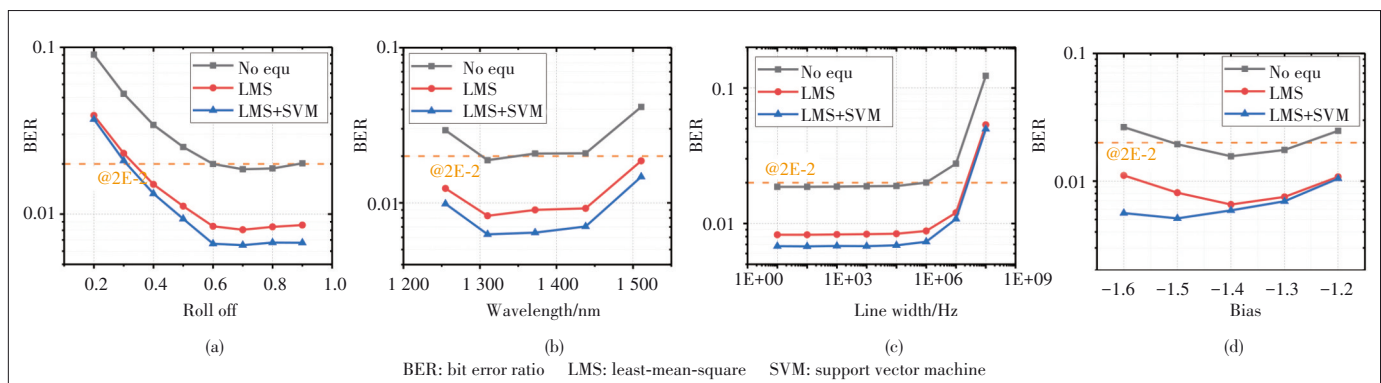 0.1
0.01
BER
No equ
LMS
LMS+SVM
@2E-2
0.2 0.4 0.6 0.8 1.0
Roll off
(a)
0.1
0.01
BER
No equ
LMS
LMS+SVM
@2E-2
1 200 1 300 1 400 1 500
Wavelength/nm
(b)
0.1
0.01
BER
No equ
LMS
LMS+SVM
@2E-2
1E+00 1E+03 1E+06 1E+09
Line width/Hz
(c)
0.1
0.01
BER
No equ
LMS
LMS+SVM
@2E-2
−1.6 −1.5 −1.4 −1.3 −1.2
Bias
(d)
BER: bit error ratio LMS: least-mean-square SVM: support vector machine